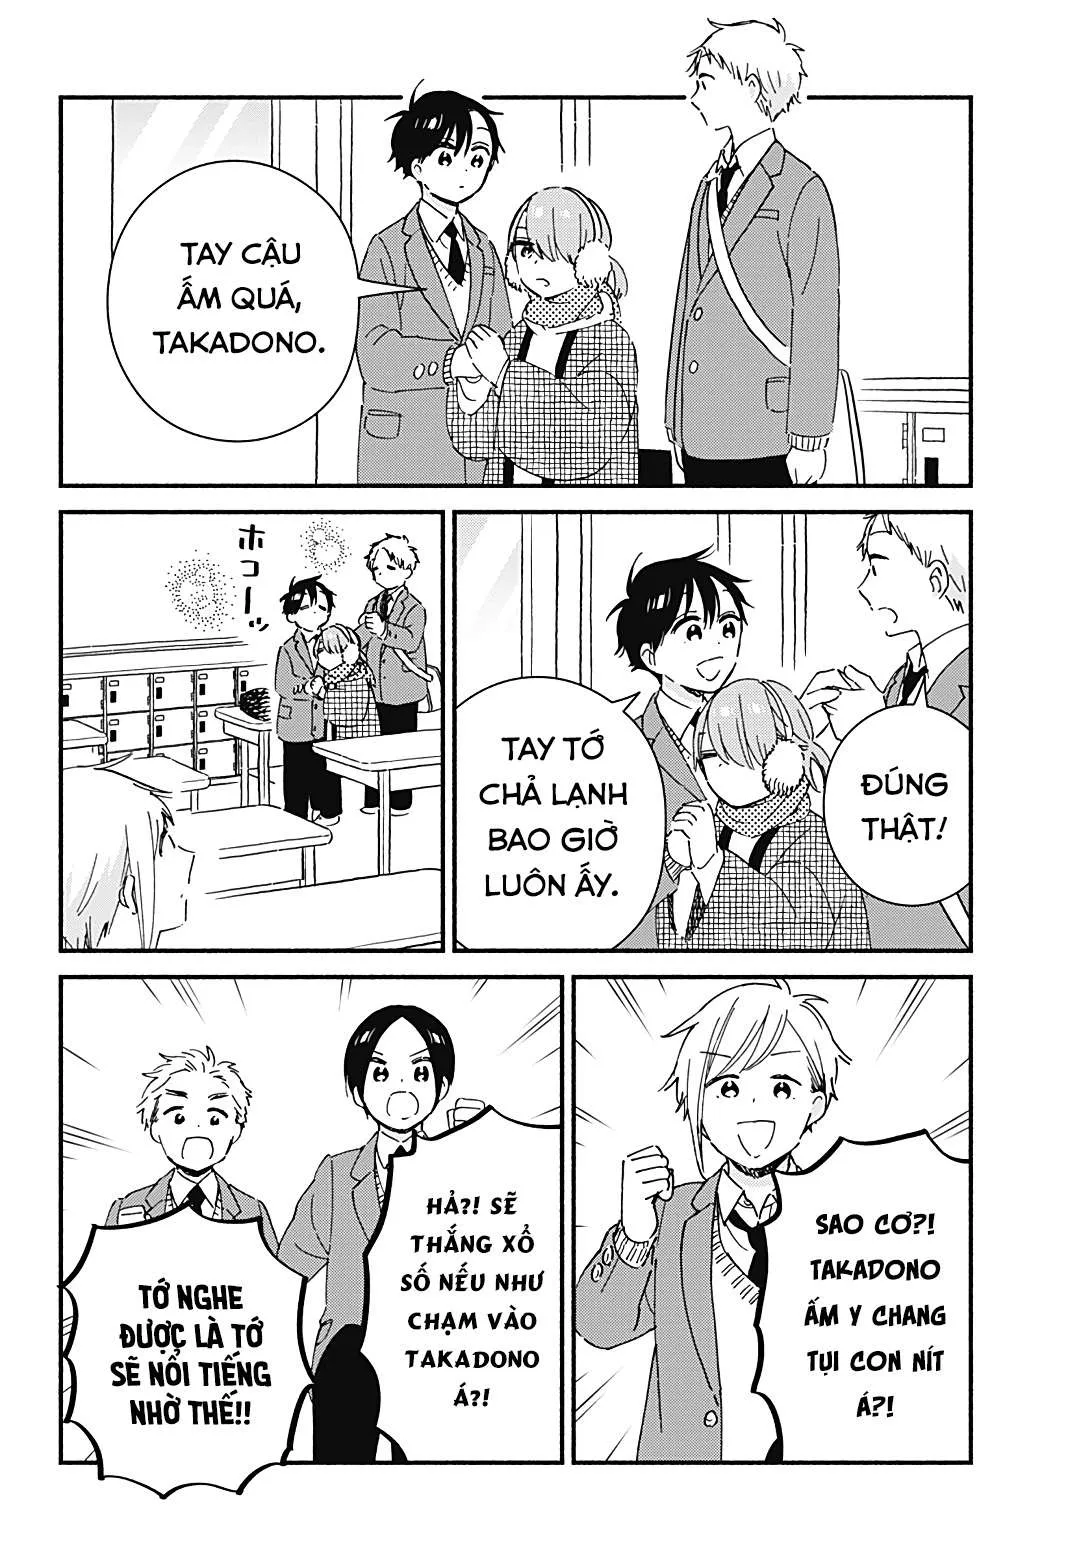 TAY CẬU
ẤM QUÁ,
TAKADONO.
ĐÚNG
THẬT!
TAY TỚ
CHẢ LẠNH
BAO GIỜ
LUÔN ẤY.
ホコーッ
SAO CƠ?!
TAKADONO
ẤM Y CHANG
TỤI CON NÍT
Á?!
HẢ?! SẼ
THẮNG XỔ
SỐ NẾU NHƯ
CHẠM VÀO
TAKADONO
Á?!
TỚ NGHE
ĐƯỢC LÀ TỚ
SẼ NỔI TIẾNG
NHỜ THẾ!!